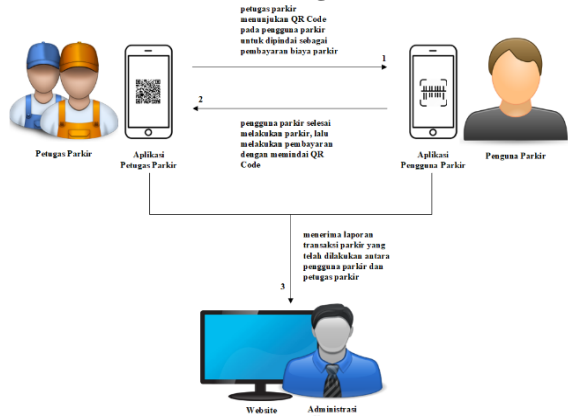 petugas parkir
menunjukan QR Code
pada pengguna parkir
untuk dipindai sebagai
pembayaran biaya parkir
1
2
pengguna parkir selesai
melakukan parkir, lalu
melakukan pembayaran
dengan memindai QR
Code
Petugas Parkir
Aplikasi
Petugas Parkir
Aplikasi
Pengguna Parkir
Penguna Parkir
menerima laporan
transaksi parkir yang
telah dilakukan antara
pengguna parkir dan
petugas parkir
3
Website
Administrasi